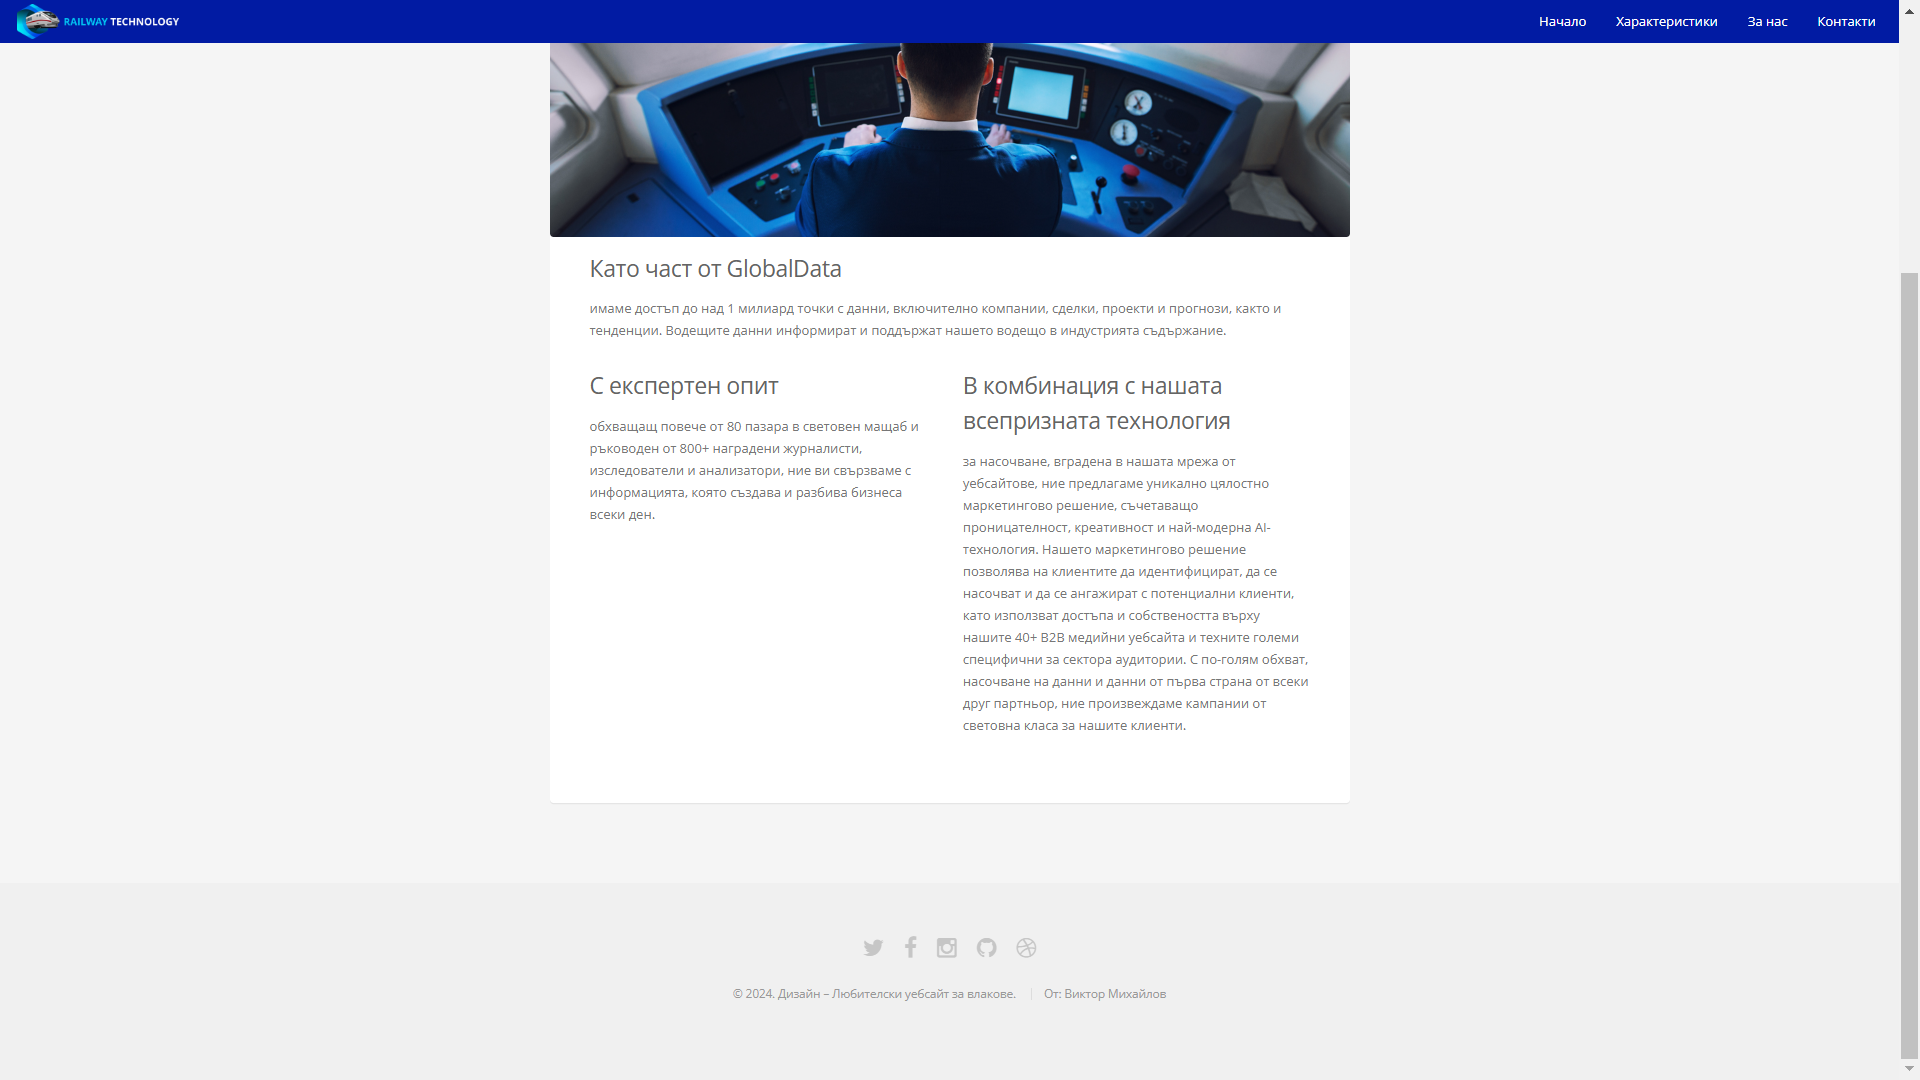 RAILWAY TECHNOLOGY
Начало Характеристики За нас Контакти
Като част от GlobalData
имаме достъп до над 1 милиард точки с данни, включително компании, сделки, проекти и прогнози, както и
тенденции. Водещите данни информират и поддържат нашето водещо в индустрията съдържание.
С експертен опит
обхващащ повече от 80 пазара в световен мащаб и
ръководен от 800+ наградени журналисти,
изследователи и анализатори, ние ви свързваме с
информацията, която създава и разбива бизнеса
всеки ден.
В комбинация с нашата
всепризната технология
за насочване, вградена в нашата мрежа от
уебсайтове, ние предлагаме уникално цялостно
маркетингово решение, съчетаващо
проницателност, креативност и най-модерна AI-
технология. Нашето маркетингово решение
позволява на клиентите да идентифицират, да се
насочват и да се ангажират с потенциални клиенти,
като използват достъпа и собствеността върху
нашите 40+ B2B медийни уебсайта и техните големи
специфични за сектора аудитории. С по-голям обхват,
насочване на данни и данни от първа страна от всеки
друг партньор, ние произвеждаме кампании от
световна класа за нашите клиенти.
© 2024. Дизайн – Любителски уебсайт за влакове. От: Виктор Михайлов